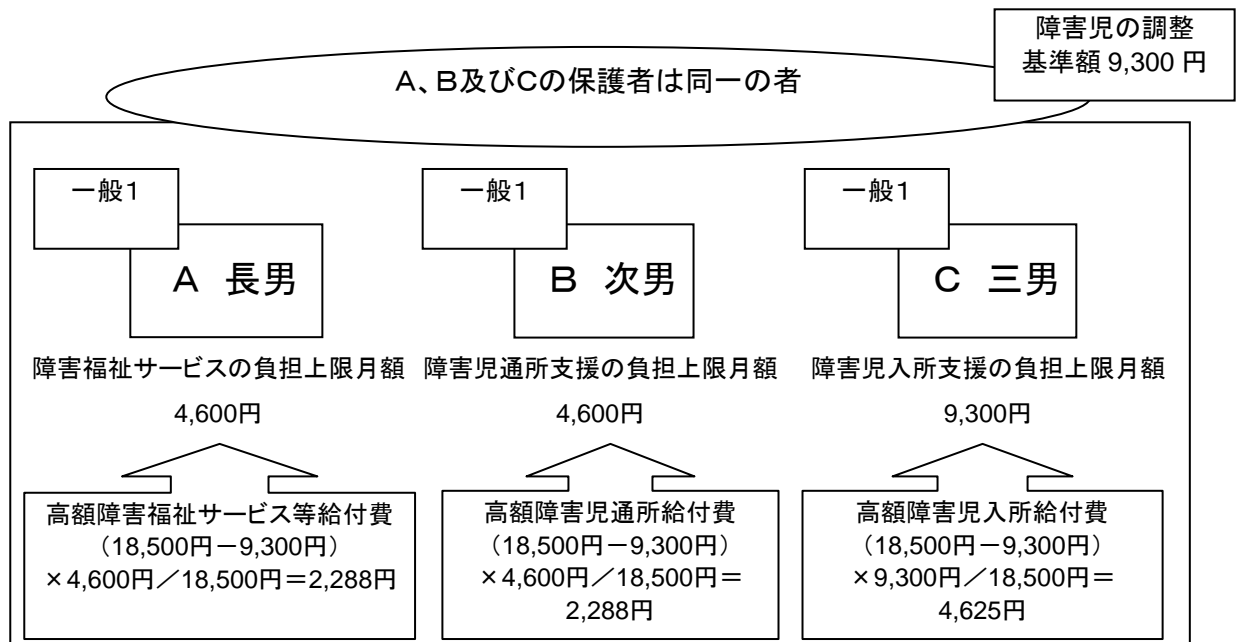 障害児の調整
基準額 9,300 円
A、B及びCの保護者は同一の者
一般1
A 長男
障害福祉サービスの負担上限月額
4,600円
高額障害福祉サービス等給付費
(18,500円-9,300円)
×4,600円/18,500円=2,288円
一般1
B 次男
障害児通所支援の負担上限月額
4,600円
高額障害児通所給付費
(18,500円-9,300円)
×4,600円/18,500円=
2,288円
一般1
C 三男
障害児入所支援の負担上限月額
9,300円
高額障害児入所給付費
(18,500円-9,300円)
×9,300円/18,500円=
4,625円